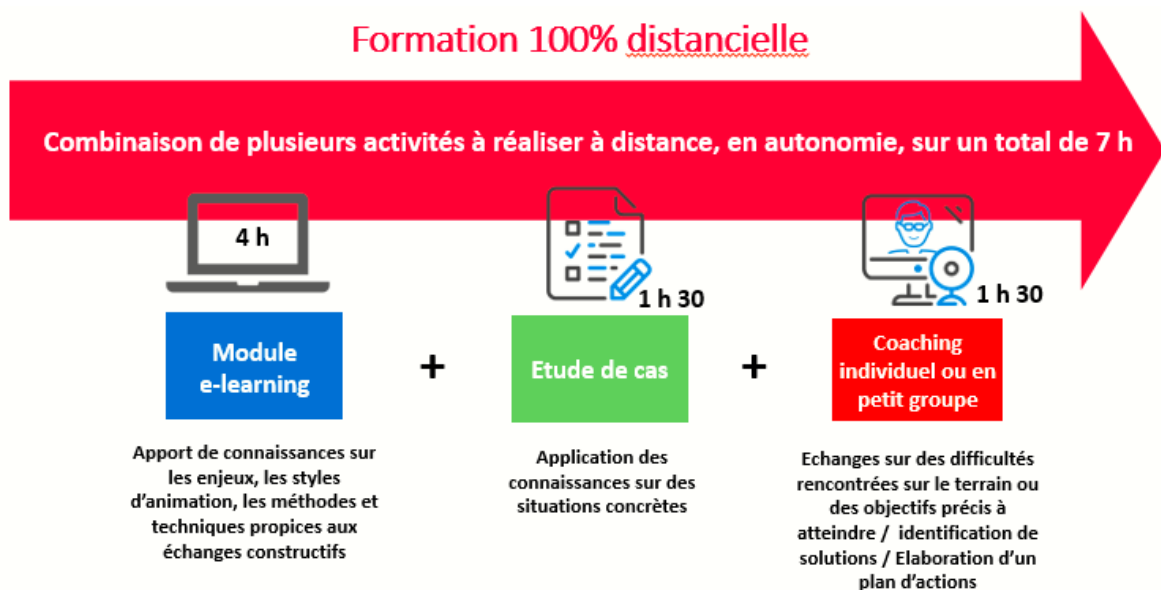 Formation 100% distancielle
Combinaison de plusieurs activités à réaliser à distance, en autonomie, sur un total de 7 h
4 h
1 h 30
1 h 30
Module
e-learning
+
Etude de cas
+
Coaching
individuel ou en
petit groupe
Apport de connaissances sur
les enjeux, les styles
d'animation, les méthodes et
techniques propices aux
échanges constructifs
Application des
connaissances sur des
situations concrètes
Echanges sur des difficultés
rencontrées sur le terrain ou
des objectifs précis à
atteindre / identification de
solutions / Elaboration d'un
plan d'actions